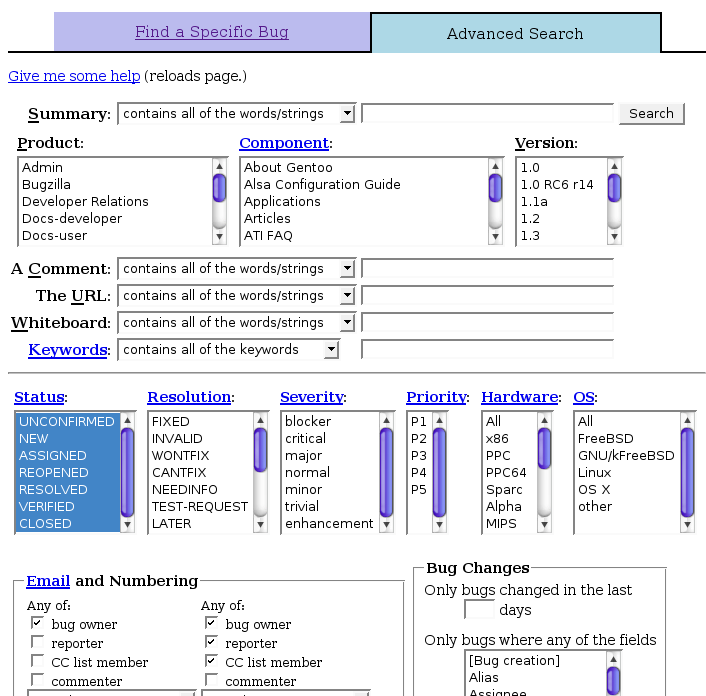 Find a Specific Bug Advanced Search
Give me some help (reloads page.)
Summary: contains all of the words/strings Search
Product: Component: Version:
Admin About Gentoo 1.0
Bugzilla Alsa Configuration Guide 1.0 RC6 r14
Developer Relations Applications 1.1a
Docs-developer Articles 1.2
Docs-user ATI FAQ 1.3
A Comment: contains all of the words/strings
The URL: contains all of the words/strings
Whiteboard: contains all of the words/strings
Keywords: contains all of the keywords
Status: Resolution: Severity: Priority: Hardware: OS:
UNCONFIRMED FIXED blocker P1 All All
NEW INVALID critical P2 x86 FreeBSD
ASSIGNED WONTFIX major P3 PPC GNU/kFreeBSD
REOPENED CANTFIX normal P4 PPC64 Linux
RESOLVED NEEDINFO minor P5 Sparc OS X
VERIFIED TEST-REQUEST trivial Alpha other
CLOSED LATER enhancement MIPS
Email and Numbering
Any of: Any of:
bug owner bug owner
reporter reporter
CC list member CC list member
commenter commenter
Bug Changes
Only bugs changed in the last
days
Only bugs where any of the fields
[Bug creation]
Alias
Assignee